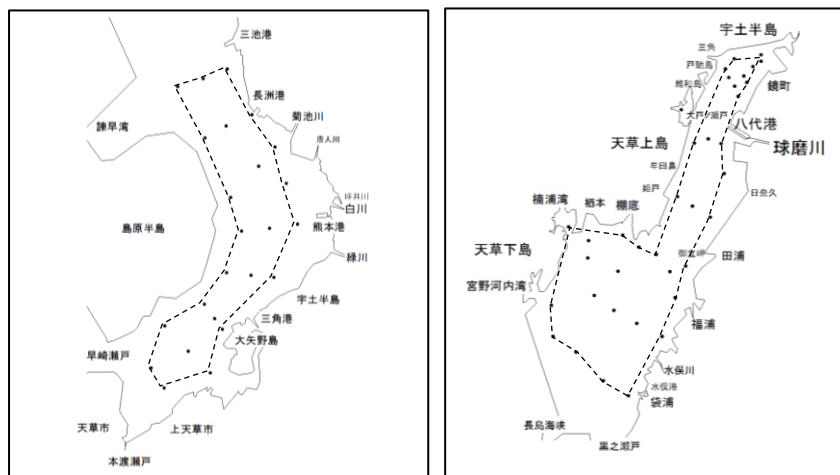 三池港
長洲港
菊池川
唐人川
諫早湾
坪井川
白川
島原半島
熊本港
緑川
宇土半島
三角港
大矢野島
早崎瀬戸
天草市
上天草市
本渡瀬戸
宇土半島
三角
戸馳島
維和島
鏡町
大戸ノ瀬戸
八代港
天草上島
球磨川
牟田鼻
姫戸
日奈久
楠浦湾
栖本
棚底
天草下島
御立岬
田浦
宮野河内湾
福浦
水俣川
水俣港
袋浦
長島海峡
黒之瀬戸